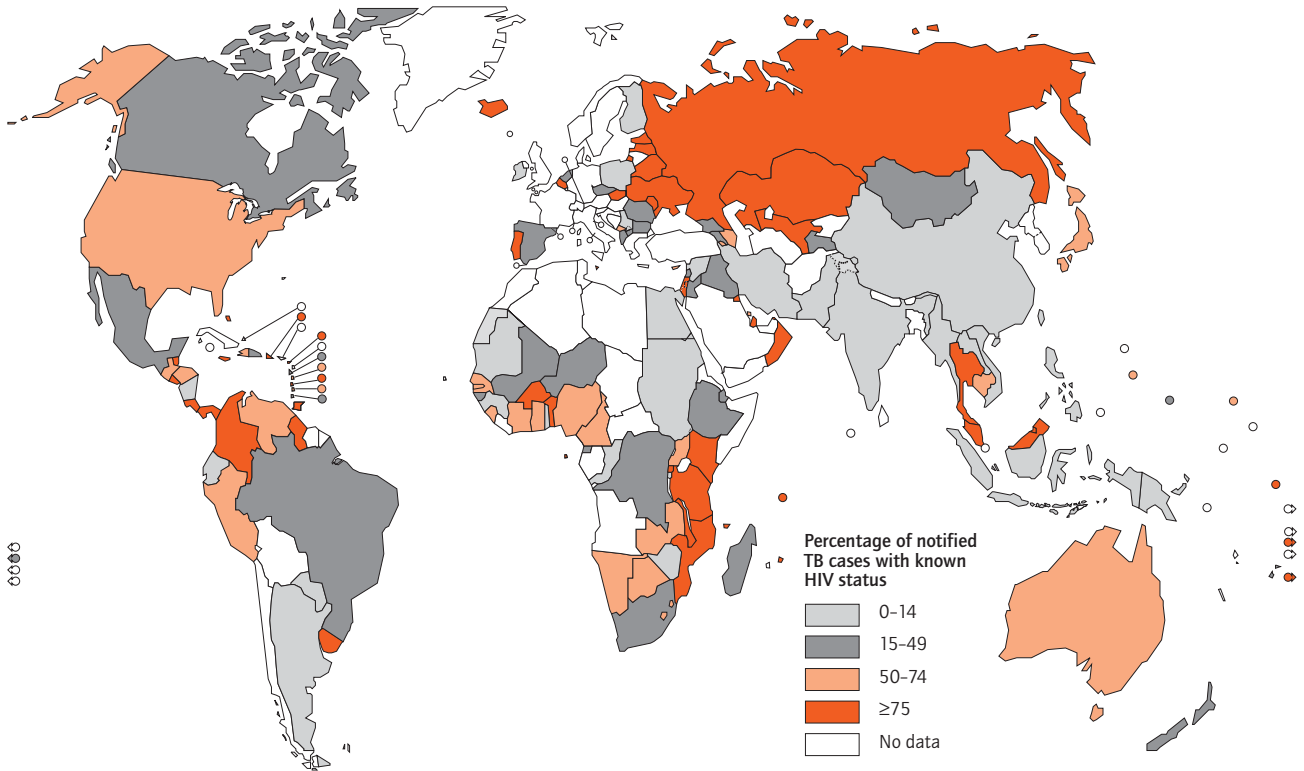 Percentage of notified
TB cases with known
HIV status
0–14
15–49
50–74
≥75
No data